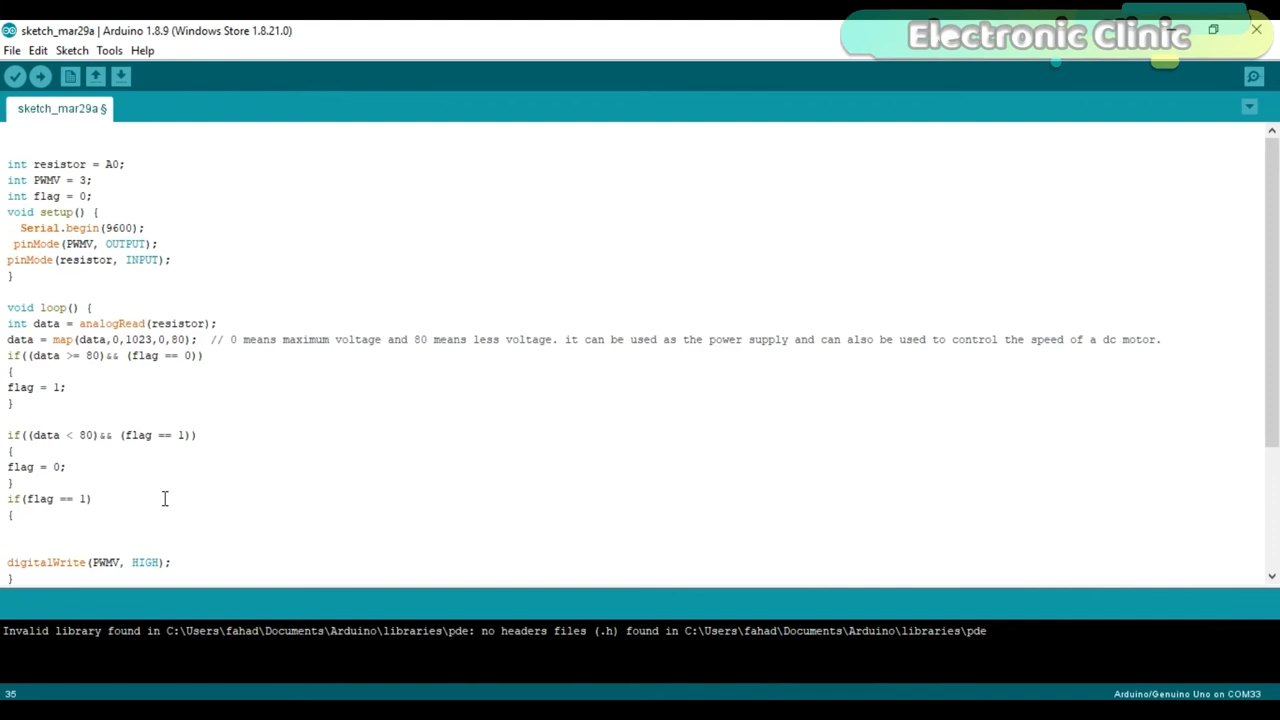 sketch_mar29a | Arduino 1.8.9 (Windows Store 1.8.21.0)
Electronic Clinic
File Edit Sketch Tools Help
sketch_mar29a §
int resistor = A0;
int PWMV = 3;
int flag = 0;
void setup() {
Serial.begin(9600);
pinMode(PWMV, OUTPUT);
pinMode(resistor, INPUT);
}
void loop() {
int data = analogRead(resistor);
data = map(data,0,1023,0,80); // 0 means maximum voltage and 80 means less voltage. it can be used as the power supply and can also be used to control the speed of a dc motor.
if((data >= 80)&& (flag == 0))
{
flag = 1;
}
if((data < 80)&& (flag == 1))
{
flag = 0;
}
if(flag == 1)
{
digitalWrite(PWMV, HIGH);
}
Invalid library found in C:\Users\fahad\Documents\Arduino\libraries\pde: no headers files (.h) found in C:\Users\fahad\Documents\Arduino\libraries\pde
35
Arduino/Genuino Uno on COM33